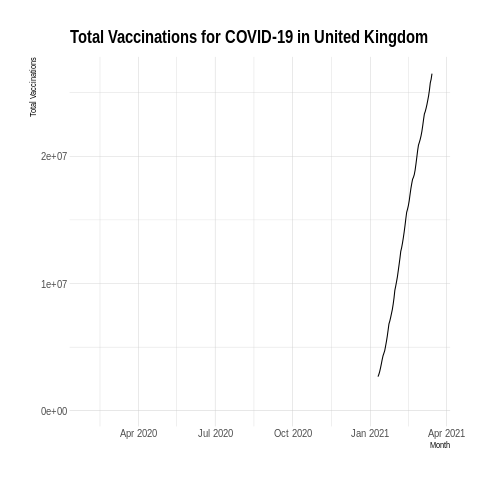 Total Vaccinations for COVID-19 in United Kingdom
Total Vaccinations
2e+07
1e+07
0e+00
Apr 2020 Jul 2020 Oct 2020 Jan 2021 Apr 2021
Month